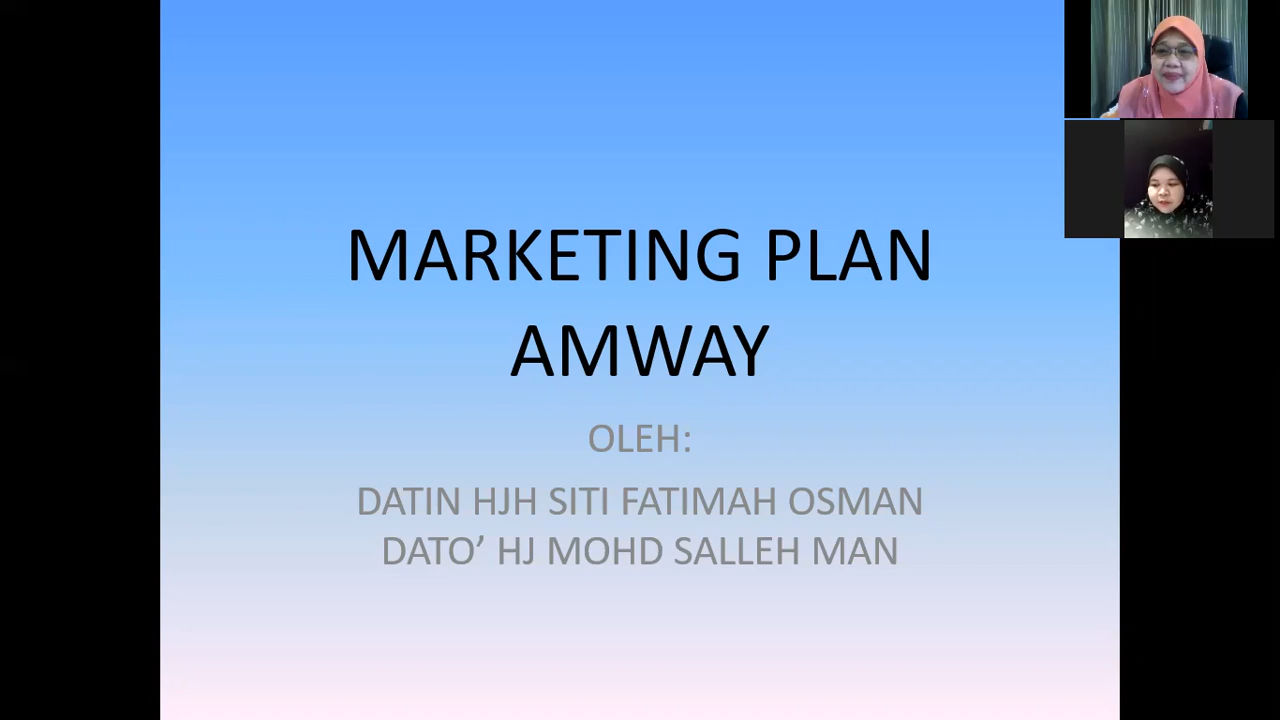 MARKETING PLAN
AMWAY
OLEH:
DATIN HJH SITI FATIMAH OSMAN
DATO’ HJ MOHD SALLEH MAN